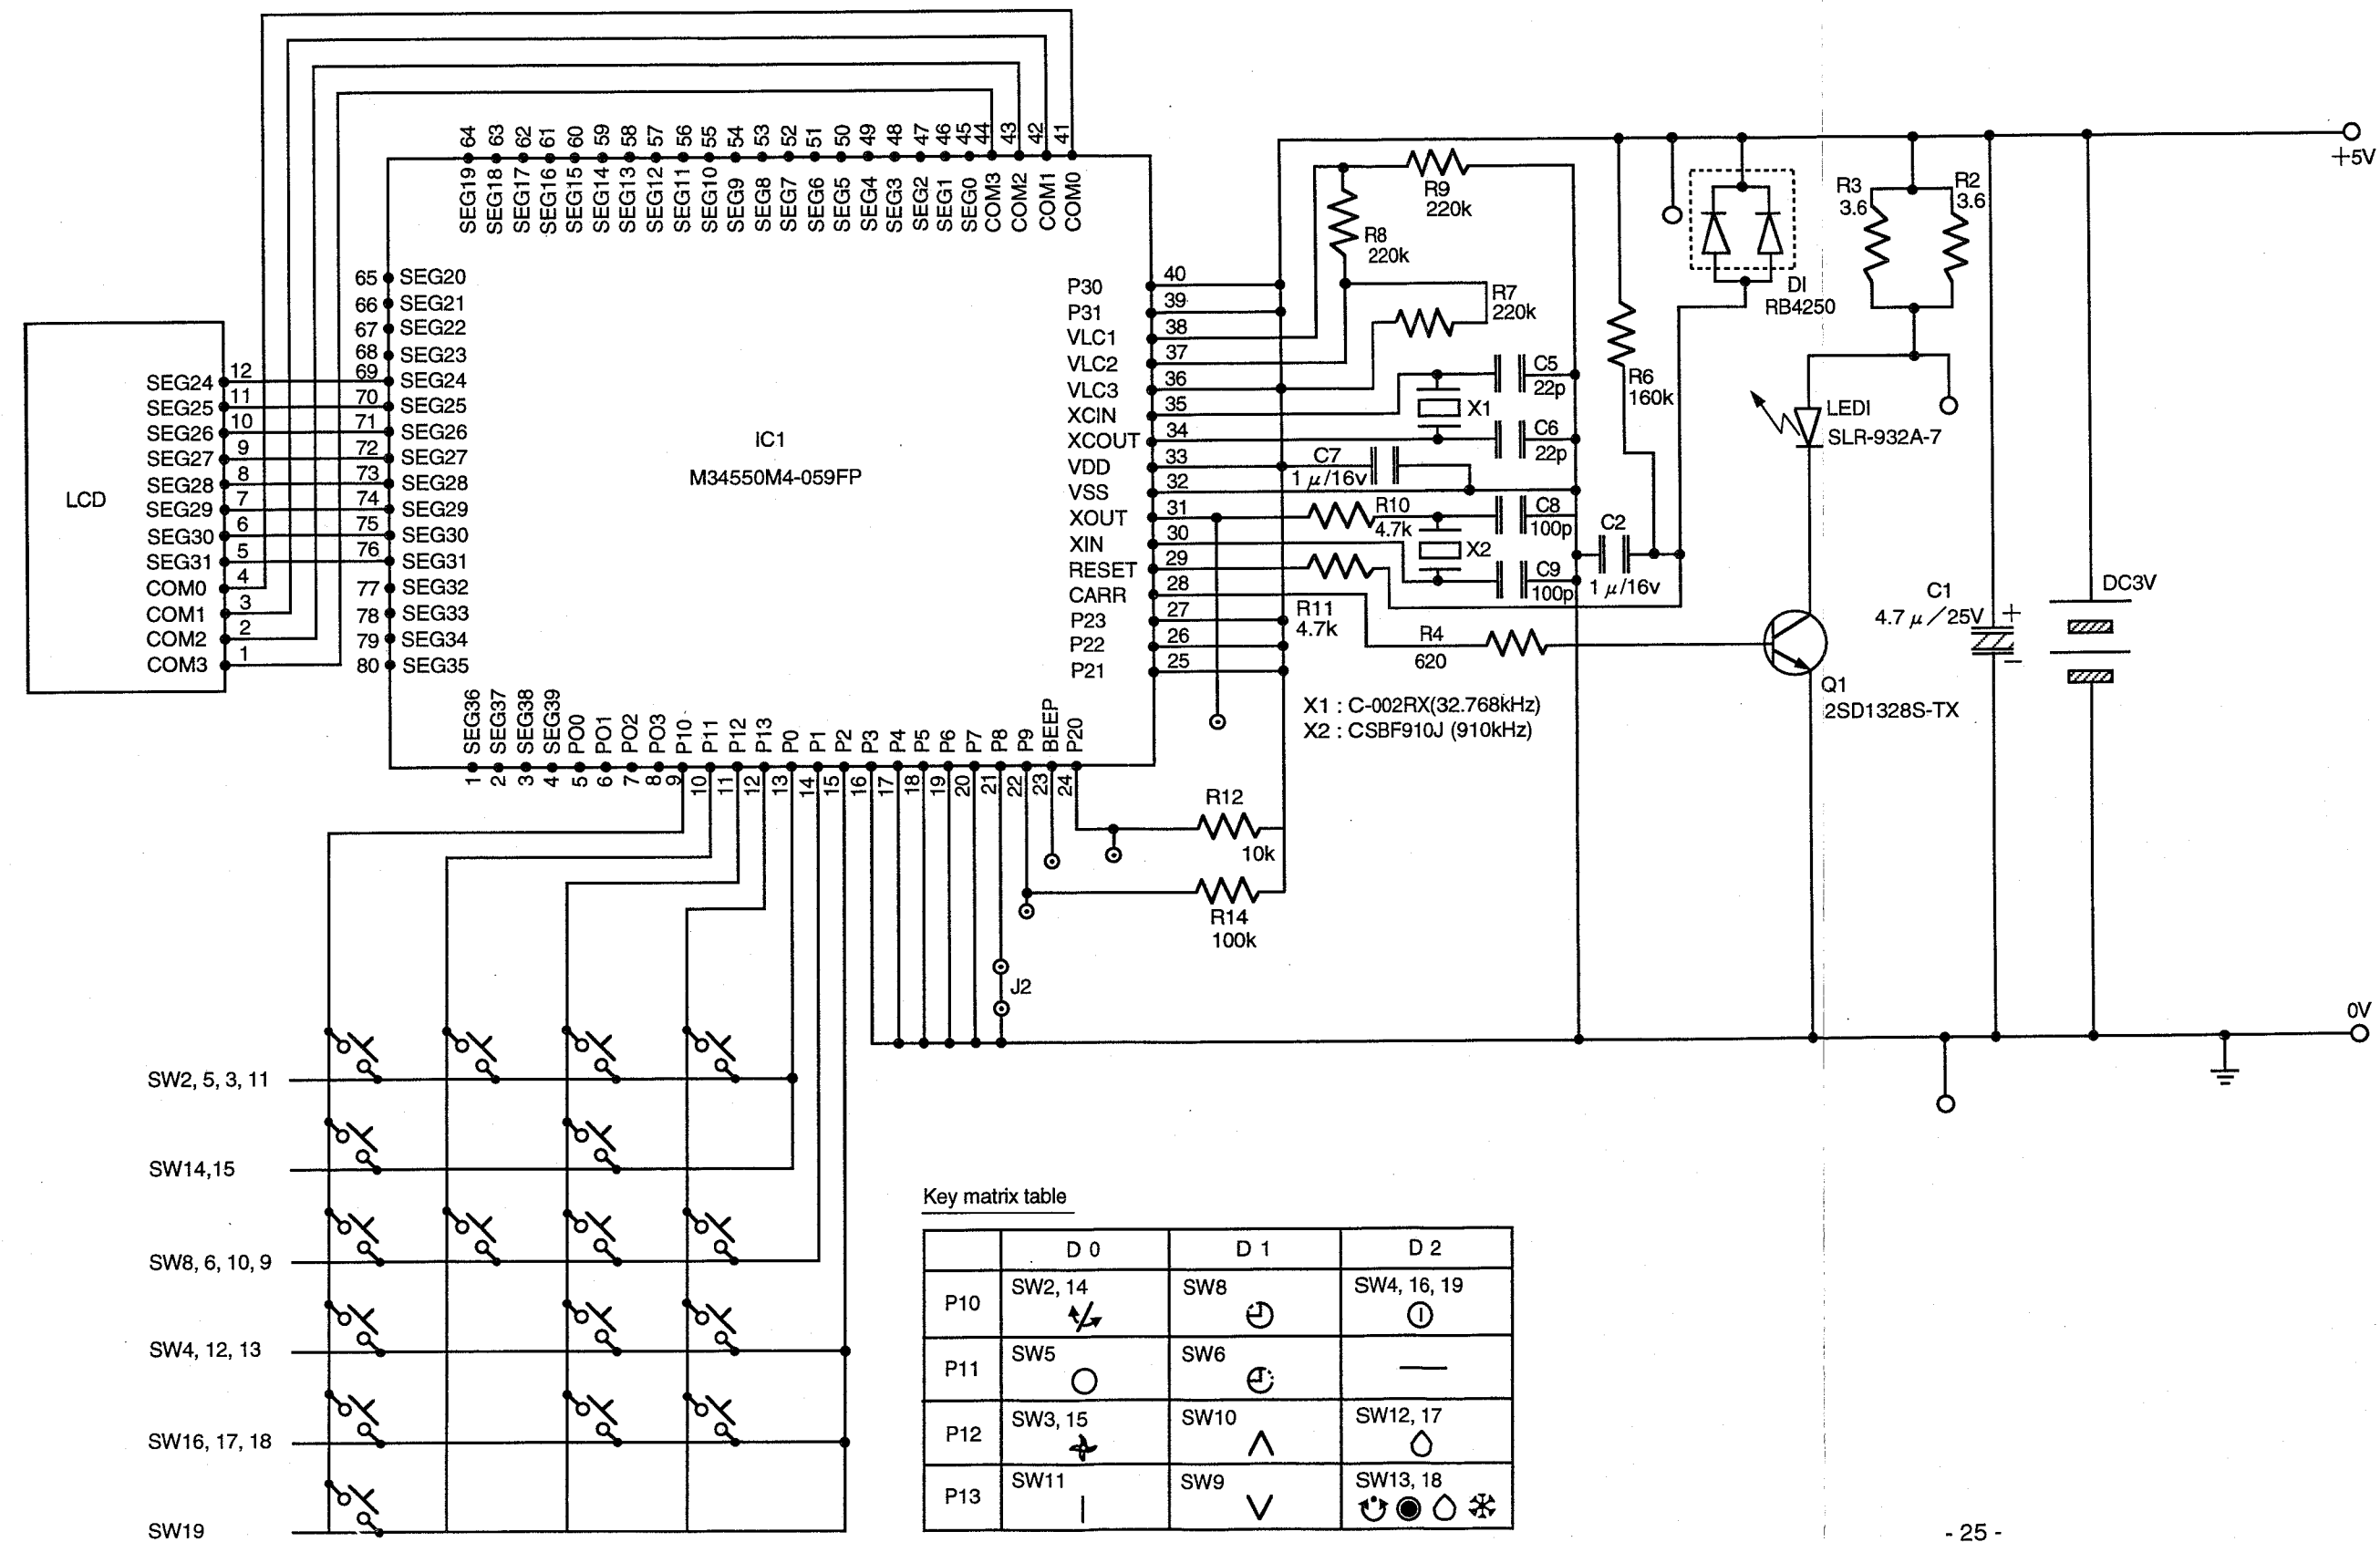 64 63 62 61 60 59 58 57 56 55 54 53 52 51 50 49 48 47 46 45 44 43 42 41
SEG19 SEG18 SEG17 SEG16 SEG15 SEG14 SEG13 SEG12 SEG11 SEG10 SEG9 SEG8 SEG7 SEG6 SEG5 SEG4 SEG3 SEG2 SEG1 SEG0 COM3 COM2 COM1 COM0
65 SEG20
66 SEG21
67 SEG22
68 SEG23
69 SEG24
70 SEG25
71 SEG26
72 SEG27
73 SEG28
74 SEG29
75 SEG30
76 SEG31
77 SEG32
78 SEG33
79 SEG34
80 SEG35
LCD
SEG24 12
SEG25 11
SEG26 10
SEG27 9
SEG28 8
SEG29 7
SEG30 6
SEG31 5
COM0 4
COM1 3
COM2 2
COM3 1
IC1
M34550M4-059FP
P30 40
P31 39
VLC1 38
VLC2 37
VLC3 36
XCIN 35
XCOUT 34
VDD 33
VSS 32
XOUT 31
XIN 30
RESET 29
CARR 28
P23 27
P22 26
P21 25
SEG36 SEG37 SEG38 SEG39 PO0 PO1 PO2 PO3 P10 P11 P12 P13 P0 P1 P2 P3 P4 P5 P6 P7 P8 P9 BEEP P20
1 2 3 4 5 6 7 8 9 10 11 12 13 14 15 16 17 18 19 20 21 22 23 24
R9
220k
R8
220k
R7
220k
C5
22p
X1
C6
22p
C7
1 μ/16v
R10
4.7k
C8
100p
X2
C9
100p
R11
4.7k
R4
620
R6
160k
C2
1 μ/16v
DI
RB4250
R3
3.6
R2
3.6
LEDI
SLR-932A-7
Q1
2SD1328S-TX
C1
4.7 μ/25V
+
−
DC3V
+5V
0V
X1 : C-002RX(32.768kHz)
X2 : CSBF910J (910kHz)
R12
10k
R14
100k
J2
SW2, 5, 3, 11
SW14,15
SW8, 6, 10, 9
SW4, 12, 13
SW16, 17, 18
SW19
Key matrix table
D 0 D 1 D 2
P10 SW2, 14 SW8 SW4, 16, 19
P11 SW5 SW6
P12 SW3, 15 SW10 SW12, 17
P13 SW11 SW9 SW13, 18
- 25 -